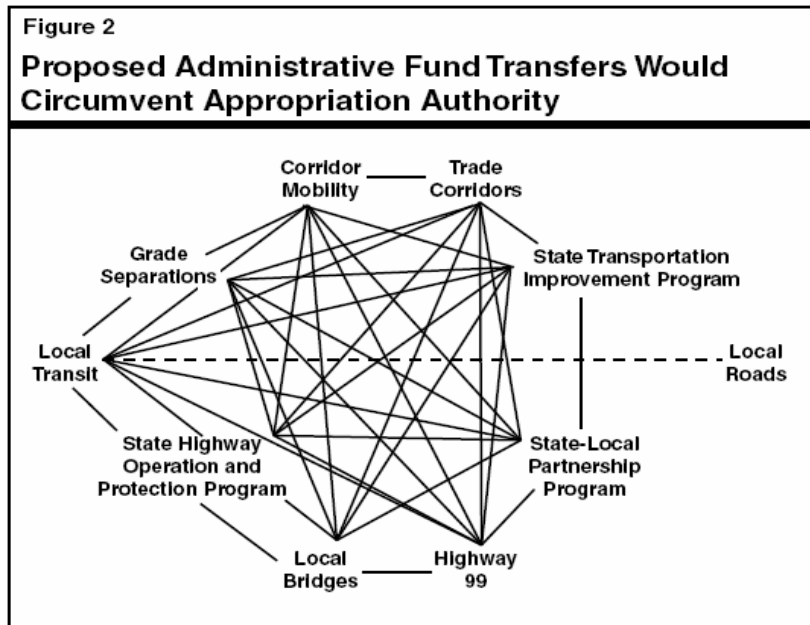 Figure 2
Proposed Administrative Fund Transfers Would
Circumvent Appropriation Authority
Corridor
Mobility
Trade
Corridors
Grade
Separations
State Transportation
Improvement Program
Local
Transit
Local
Roads
State Highway
Operation and
Protection Program
State-Local
Partnership
Program
Local
Bridges
Highway
99